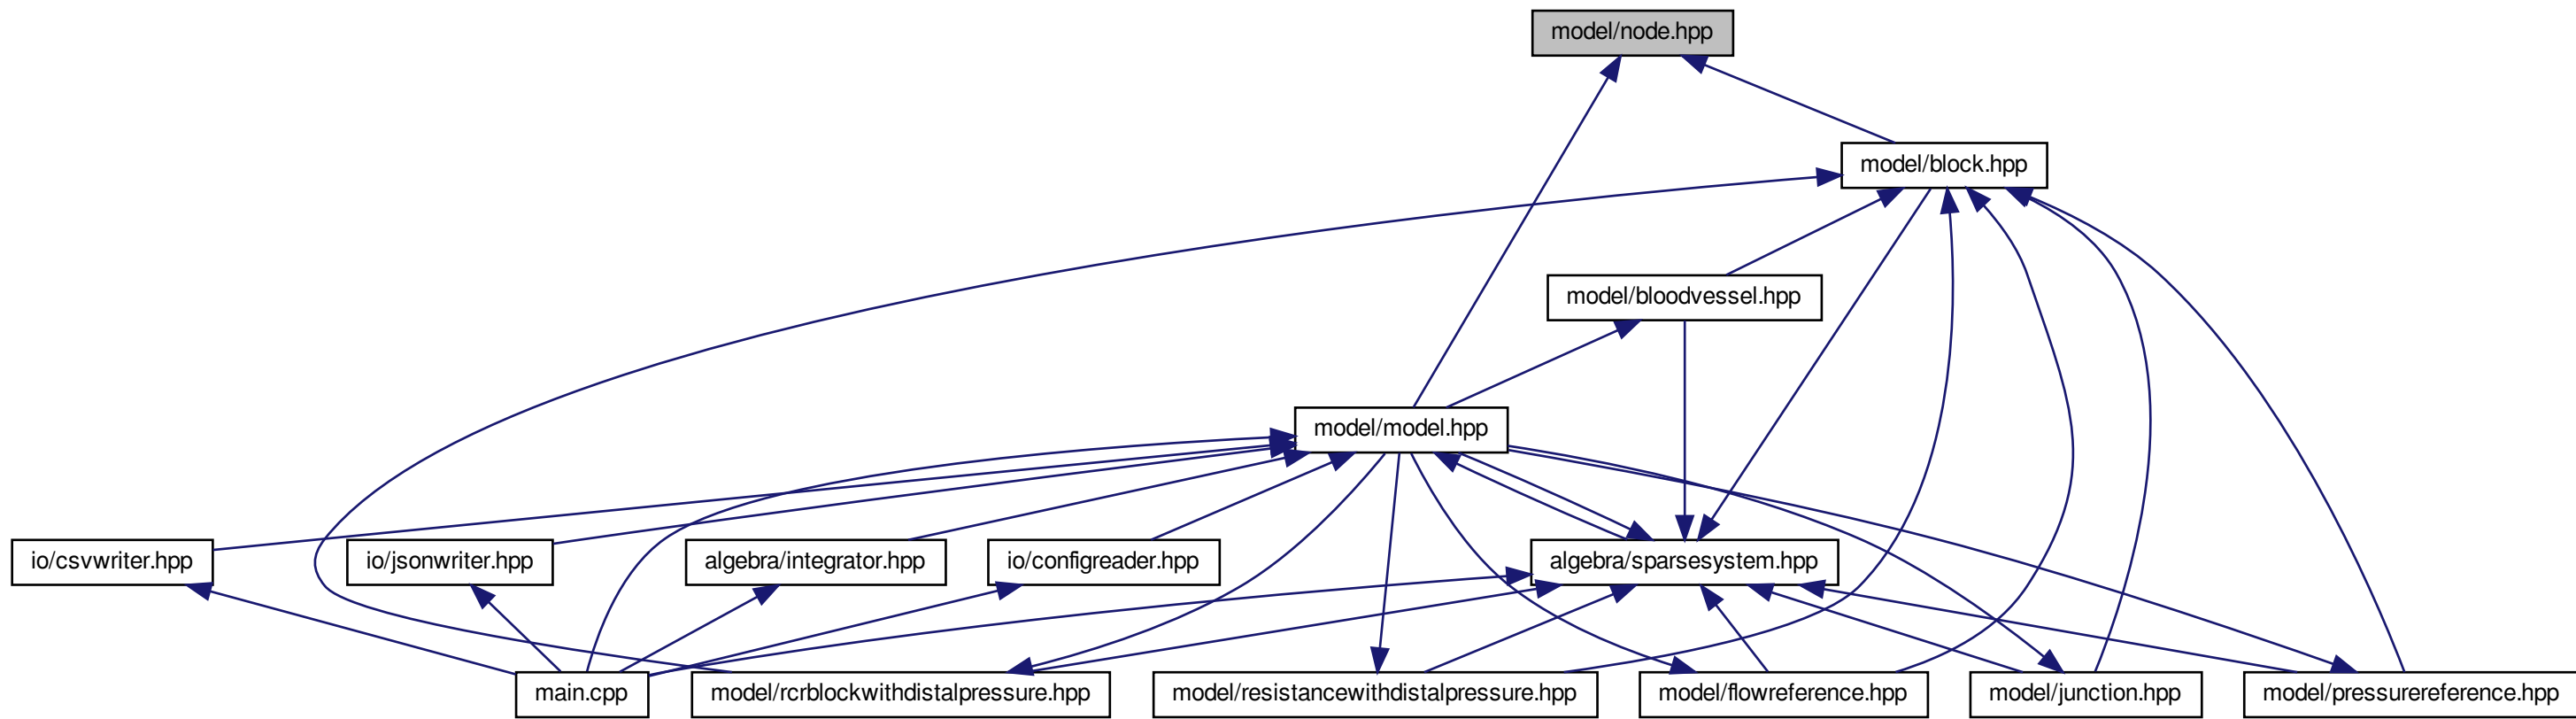 model/node.hpp
model/block.hpp
model/bloodvessel.hpp
model/model.hpp
io/csvwriter.hpp
io/jsonwriter.hpp
algebra/integrator.hpp
io/configreader.hpp
algebra/sparsesystem.hpp
main.cpp
model/rcrblockwithdistalpressure.hpp
model/resistancewithdistalpressure.hpp
model/flowreference.hpp
model/junction.hpp
model/pressurereference.hpp